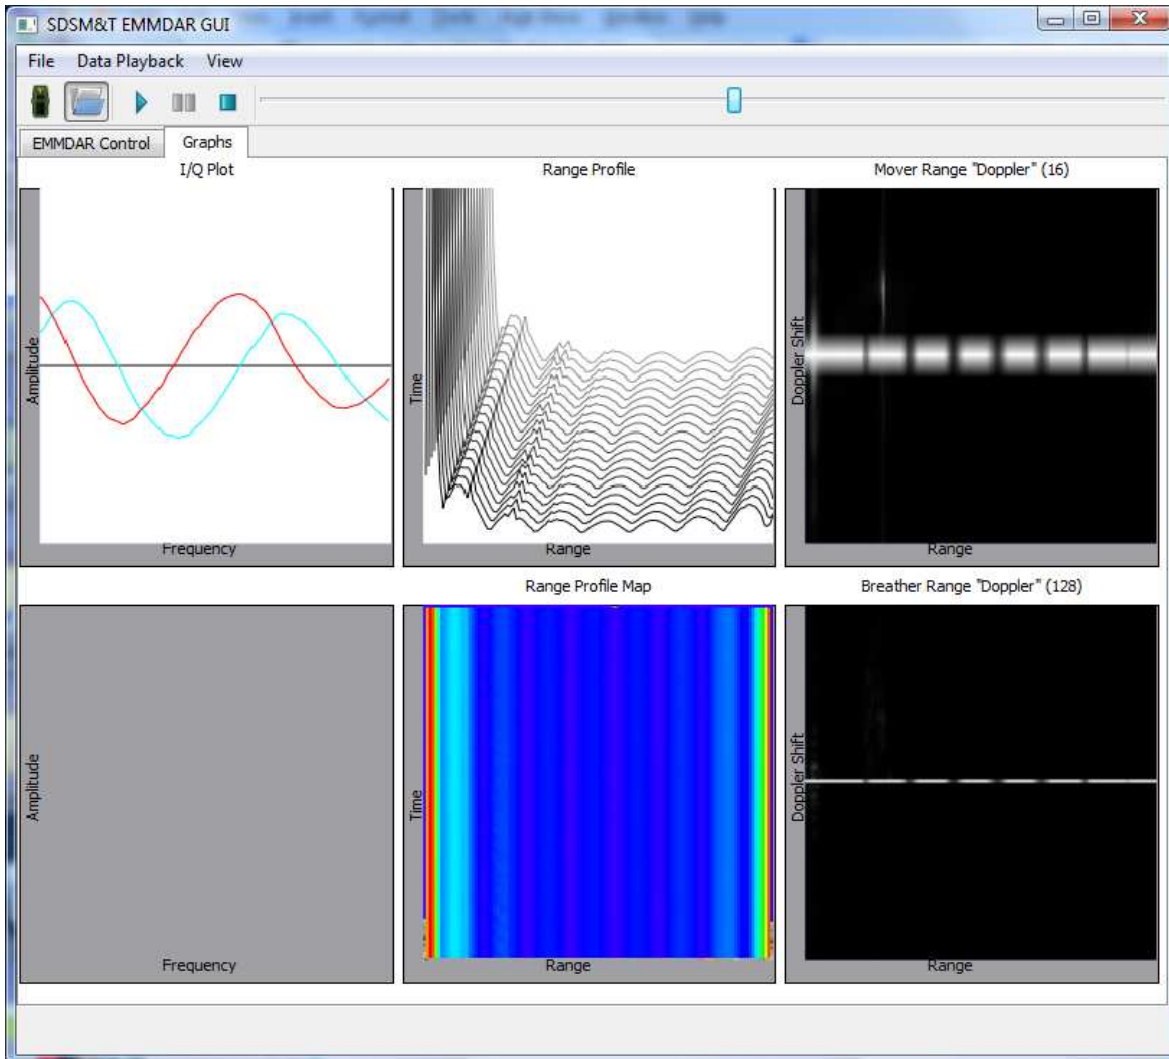 SDSM&T EMMDAR GUI
File Data Playback View
EMMDAR Control Graphs
I/Q Plot
Amplitude
Frequency
Range Profile
Time
Range
Mover Range "Doppler" (16)
Doppler Shift
Range
Amplitude
Frequency
Range Profile Map
Time
Range
Breather Range "Doppler" (128)
Doppler Shift
Range